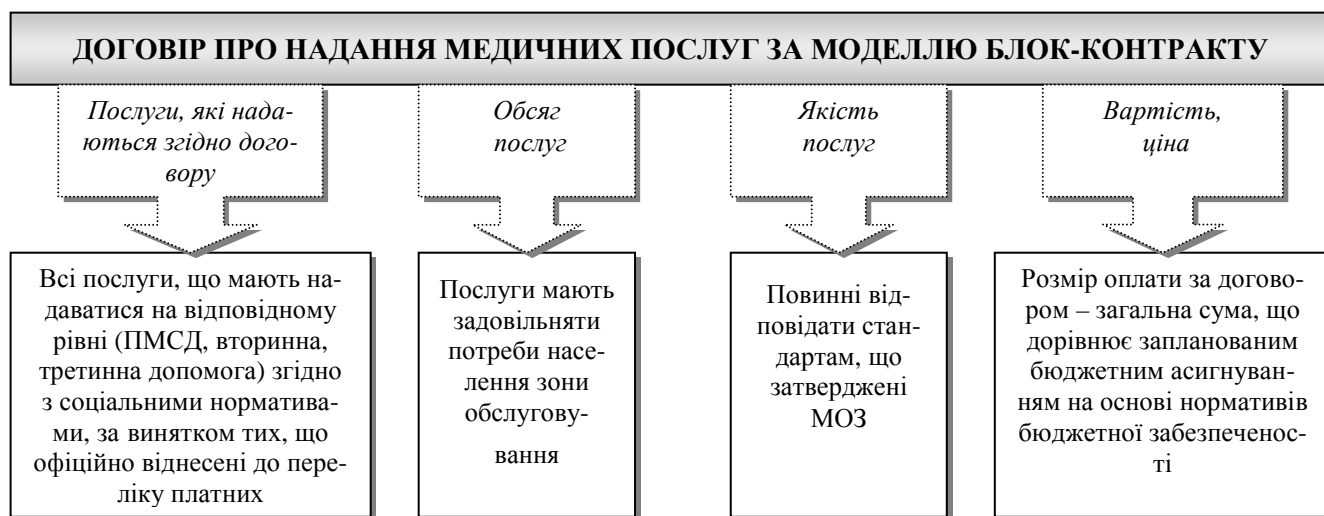 ДОГОВІР ПРО НАДАННЯ МЕДИЧНИХ ПОСЛУГ ЗА МОДЕЛЛЮ БЛОК-КОНТРАКТУ
Послуги, які нада-
ються згідно дого-
вору
Обсяг
послуг
Якість
послуг
Вартість,
ціна
Всі послуги, що мають на-
даватися на відповідному
рівні (ПМСД, вторинна,
третинна допомога) згідно
з соціальними норматива-
ми, за винятком тих, що
офіційно віднесені до пере-
ліку платних
Послуги мають
задовільняти
потреби насе-
лення зони
обслугову-
вання
Повинні від-
повідати стан-
дартам, що
затверджені
МОЗ
Розмір оплати за догово-
ром – загальна сума, що
дорівнює запланованим
бюджетним асигнуван-
ням на основі нормативів
бюджетної забезпеченос-
ті